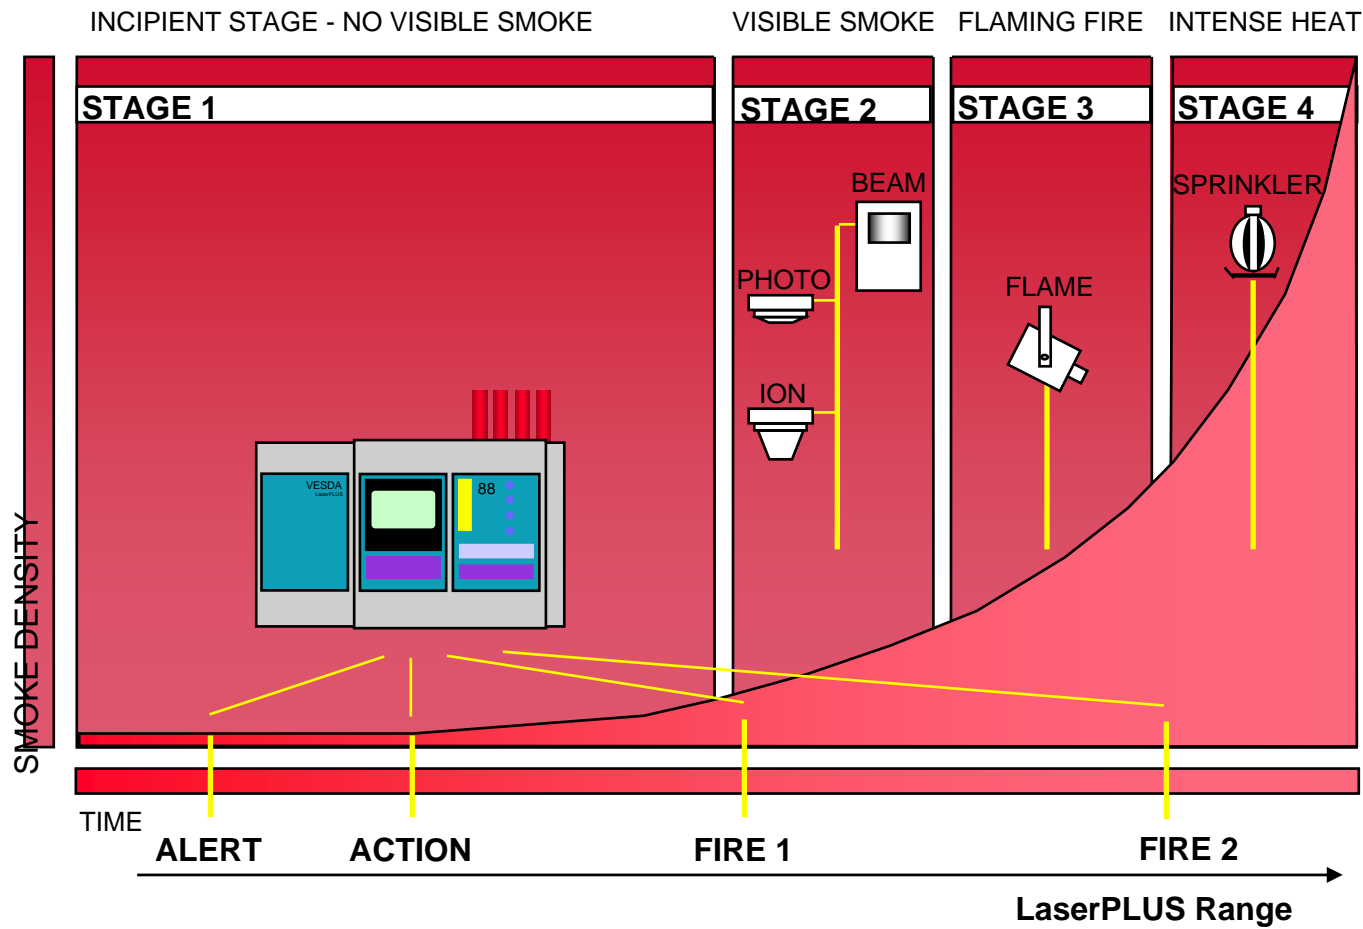 INCIPIENT STAGE - NO VISIBLE SMOKE
VISIBLE SMOKE
FLAMING FIRE
INTENSE HEAT
STAGE 1
STAGE 2
STAGE 3
STAGE 4
BEAM
SPRINKLER
PHOTO
FLAME
ION
VESDA
LaserPLUS
88
SMOKE DENSITY
TIME
ALERT
ACTION
FIRE 1
FIRE 2
LaserPLUS Range